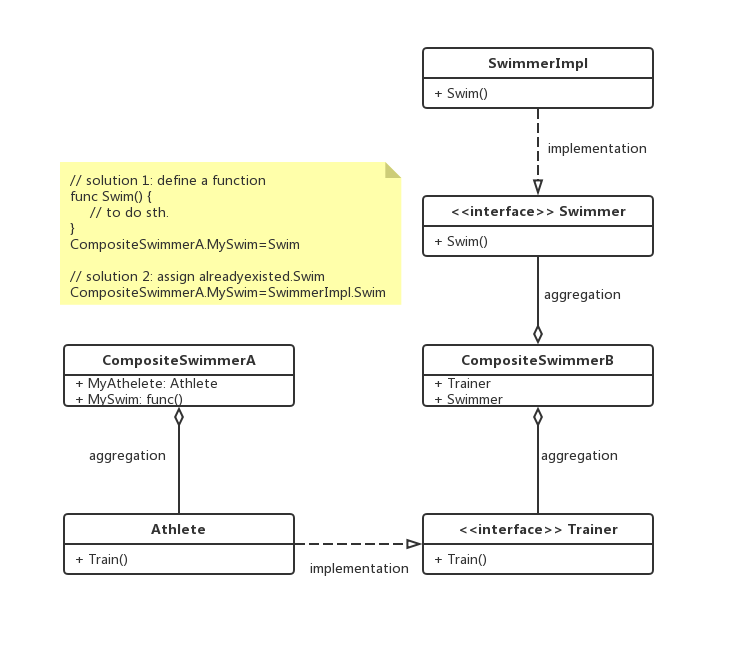 SwimmerImpl
+ Swim()
implementation
// solution 1: define a function
func Swim() {
// to do sth.
}
CompositeSwimmerA.MySwim=Swim
// solution 2: assign alreadyexisted.Swim
CompositeSwimmerA.MySwim=SwimmerImpl.Swim
<<interface>> Swimmer
+ Swim()
aggregation
CompositeSwimmerA
+ MyAthelete: Athlete
+ MySwim: func()
CompositeSwimmerB
+ Trainer
+ Swimmer
aggregation
aggregation
Athlete
+ Train()
implementation
<<interface>> Trainer
+ Train()